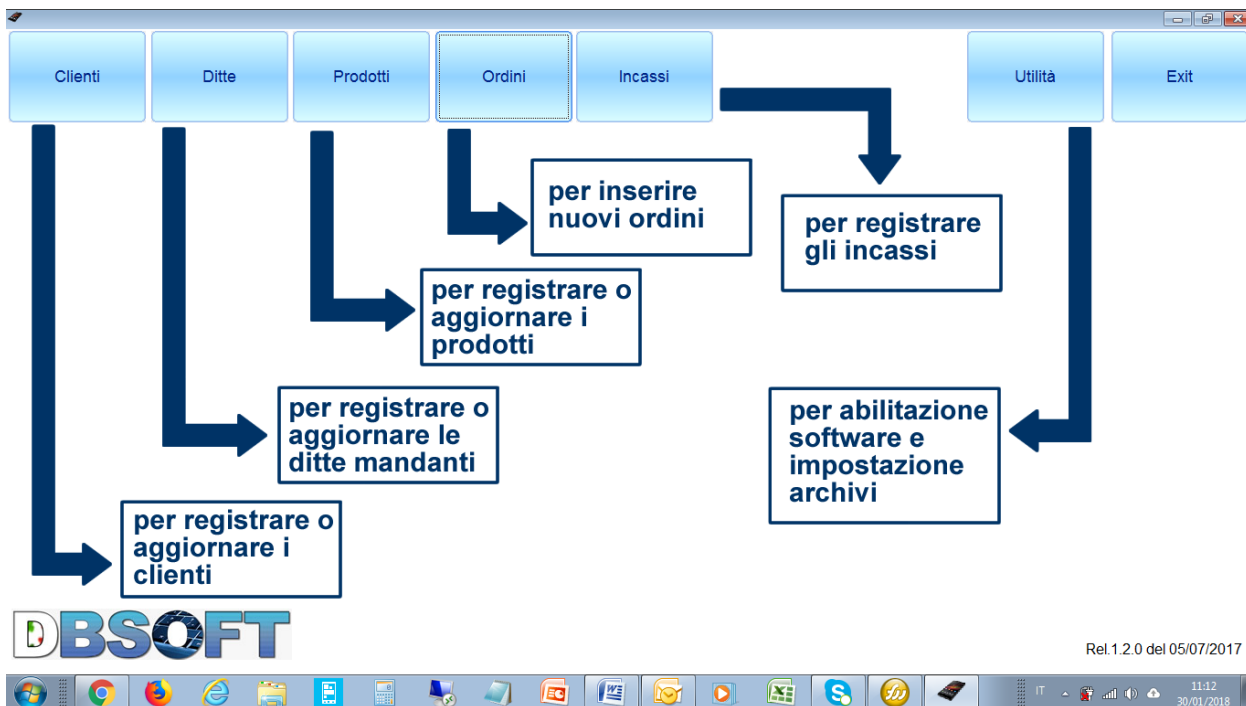 Clienti
Ditte
Prodotti
Ordini
Incassi
Utilità
Exit
per inserire
nuovi ordini
per registrare
gli incassi
per registrare o
aggiornare i
prodotti
per registrare o
aggiornare le
ditte mandanti
per abilitazione
software e
impostazione
archivi
per registrare o
aggiornare i
clienti
DBSOFT
Rel.1.2.0 del 05/07/2017
IT
11:12
30/01/2018